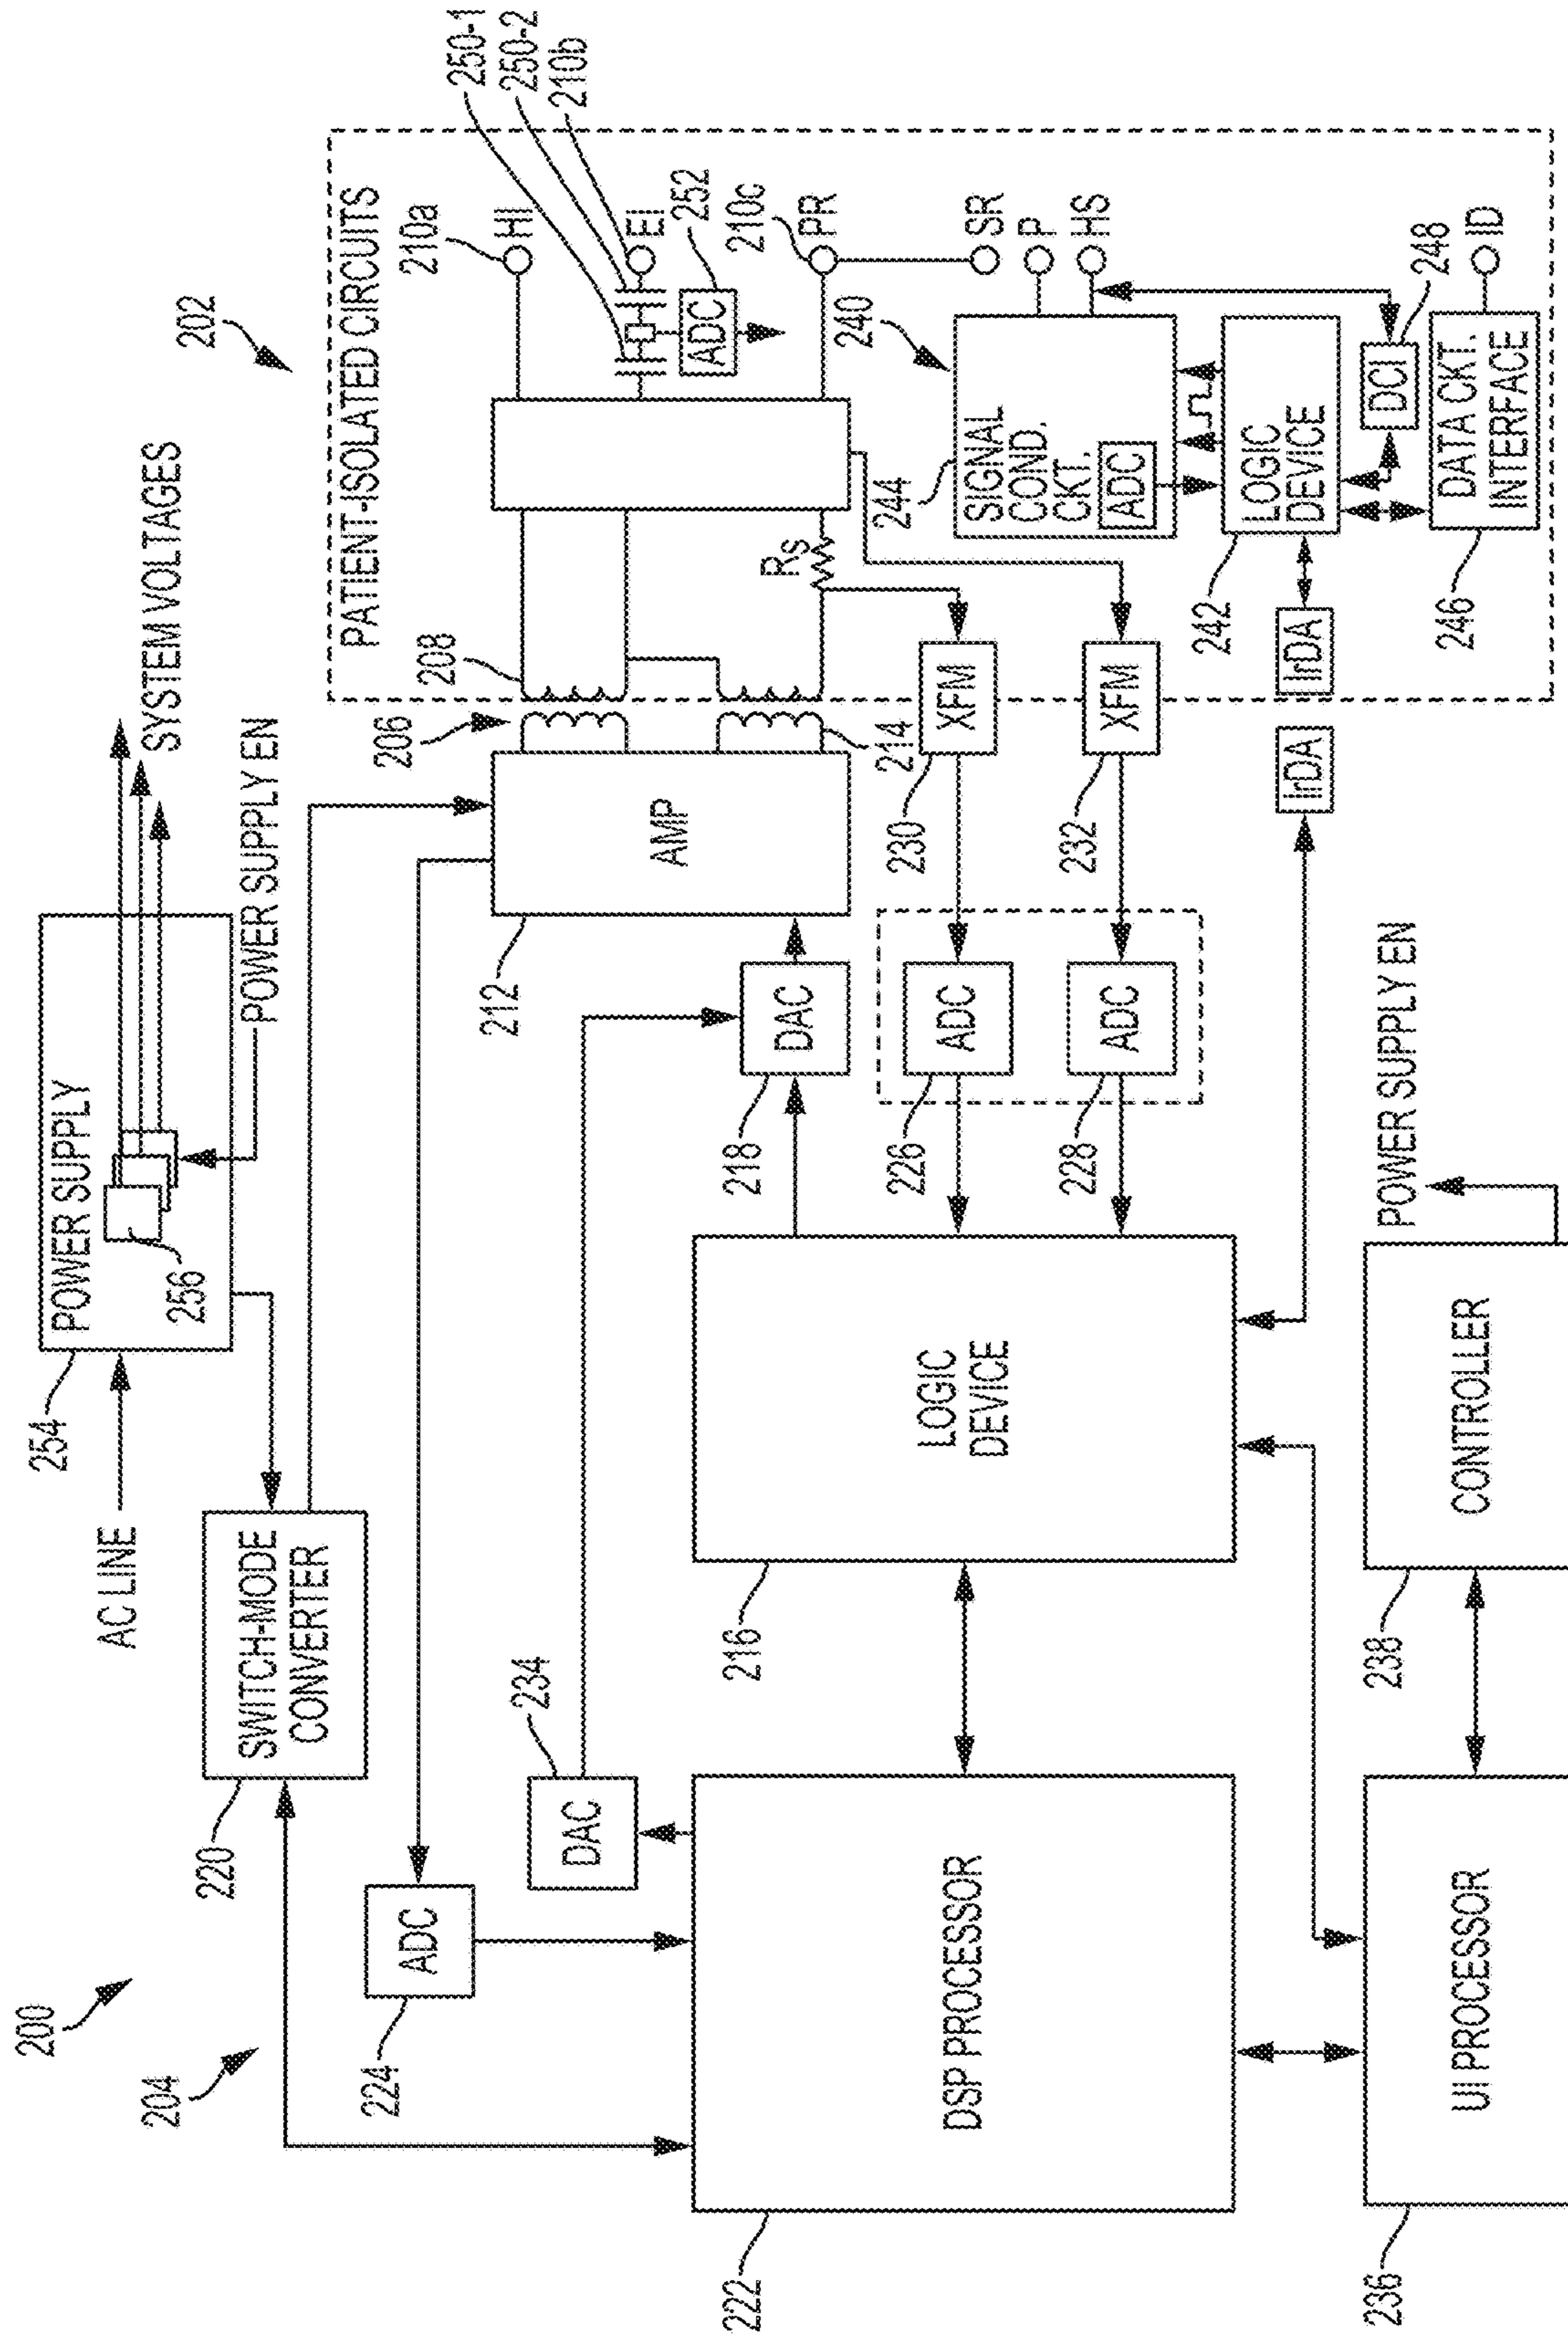 200
204
202
AC LINE
254
POWER SUPPLY
256
SYSTEM VOLTAGES
POWER SUPPLY EN
220
SWITCH-MODE
CONVERTER
224
ADC
234
DAC
212
AMP
206
208
214
218
DAC
PATIENT-ISOLATED CIRCUITS
210a
HI
250-1
250-2
210b
EI
252
ADC
210c
PR
RS
SR
P
HS
222
DSP PROCESSOR
216
LOGIC
DEVICE
226
ADC
228
ADC
230
XFM
232
XFM
240
244
SIGNAL
COND.
CKT.
ADC
242
LOGIC
DEVICE
IrDA
IrDA
248
DCI
246
DATA CKT.
INTERFACE
ID
236
UI PROCESSOR
238
CONTROLLER
POWER SUPPLY EN